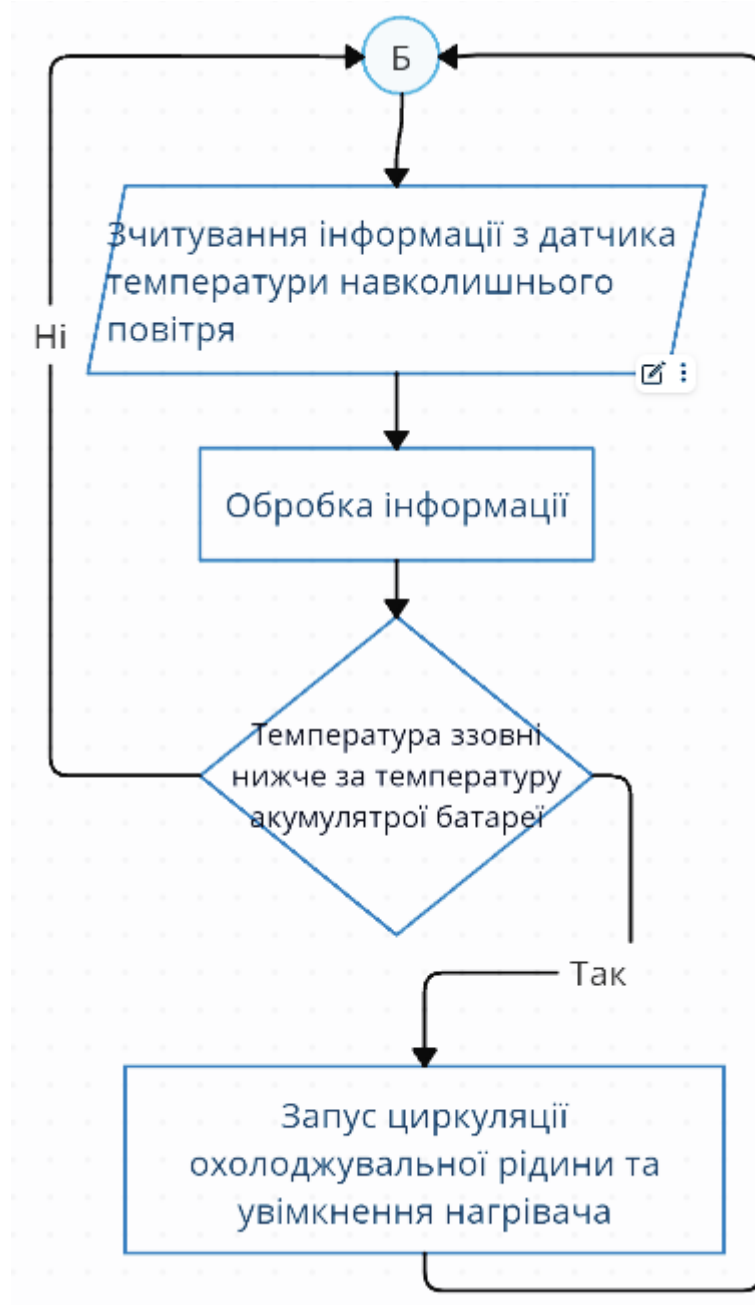 Б
Зчитування інформації з датчика
температури навколишнього
повітря
Ні
Обробка інформації
Температура ззовні
нижче за температуру
акумулятрої батареї
Так
Запус циркуляції
охолоджувальної рідини та
увімкнення нагрівача